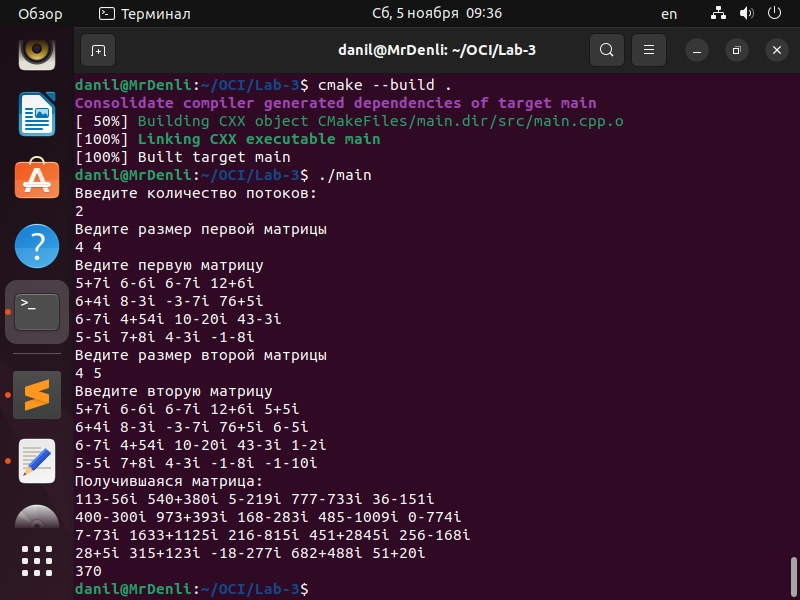 Обзор Терминал Сб, 5 ноября 09:36 en
danil@MrDenli: ~/OCI/Lab-3
danil@MrDenli:~/OCI/Lab-3$ cmake --build .
Consolidate compiler generated dependencies of target main
[ 50%] Building CXX object CMakeFiles/main.dir/src/main.cpp.o
[100%] Linking CXX executable main
[100%] Built target main
danil@MrDenli:~/OCI/Lab-3$ ./main
Введите количество потоков:
2
Ведите размер первой матрицы
4 4
Ведите первую матрицу
5+7i 6-6i 6-7i 12+6i
6+4i 8-3i -3-7i 76+5i
6-7i 4+54i 10-20i 43-3i
5-5i 7+8i 4-3i -1-8i
Ведите размер второй матрицы
4 5
Введите вторую матрицу
5+7i 6-6i 6-7i 12+6i 5+5i
6+4i 8-3i -3-7i 76+5i 6-5i
6-7i 4+54i 10-20i 43-3i 1-2i
5-5i 7+8i 4-3i -1-8i -1-10i
Получившаяся матрица:
113-56i 540+380i 5-219i 777-733i 36-151i
400-300i 973+393i 168-283i 485-1009i 0-774i
7-73i 1633+1125i 216-815i 451+2845i 256-168i
28+5i 315+123i -18-277i 682+488i 51+20i
370
danil@MrDenli:~/OCI/Lab-3$